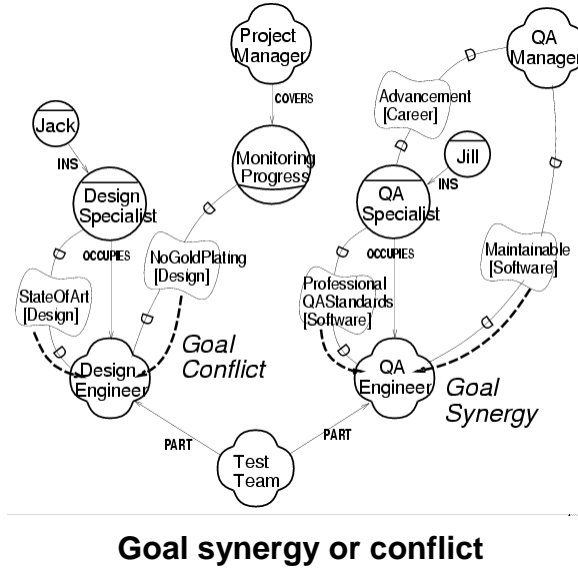 Project
Manager
QA
Manager
D
COVERS
Advancement
[Career]
Jack
D
D
INS
Monitoring
Progress
Jill
INS
Design
Specialist
QA
Specialist
D
OCCUPIES
NoGoldPlating
[Design]
OCCUPIES
Maintainable
[Software]
D
D
StateOfArt
[Design]
Professional
QAStandards
[Software]
D
D
Goal
Conflict
D
D
Design
Engineer
QA
Engineer
Goal
Synergy
PART
PART
Test
Team
Goal synergy or conflict